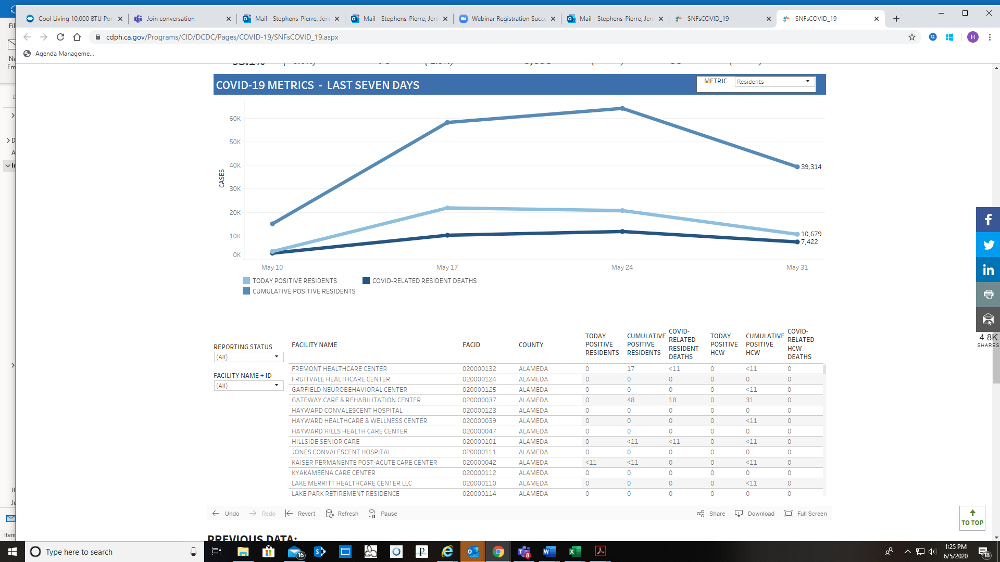 Cool Living 10,000 BTU Por
Join conversation
Mail - Stephens-Pierre, Jenn
Mail - Stephens-Pierre, Jen
Webinar Registration Succe
Mail - Stephens-Pierre, Jen
SNFsCOVID_19
SNFsCOVID_19
Fil
cdph.ca.gov/Programs/CID/DCDC/Pages/COVID-19/SNFsCOVID_19.aspx
H
Agenda Manageme...
Ne
Em
COVID-19 METRICS - LAST SEVEN DAYS
METRIC Residents
60K
50K
40K
30K
20K
10K
0K
CASES
39,314
10,679
7,422
May 10 May 17 May 24 May 31
TODAY POSITIVE RESIDENTS COVID-RELATED RESIDENT DEATHS
CUMULATIVE POSITIVE RESIDENTS
4.8K
SHARES
REPORTING STATUS
(All)
FACILITY NAME + ID
(All)
FACILITY NAME FACID COUNTY TODAY POSITIVE RESIDENTS CUMULATIVE POSITIVE RESIDENTS COVID-RELATED RESIDENT DEATHS TODAY POSITIVE HCW CUMULATIVE POSITIVE HCW COVID-RELATED HCW DEATHS
FREMONT HEALTHCARE CENTER 020000132 ALAMEDA 0 17 <11 0 <11 0
FRUITVALE HEALTHCARE CENTER 020000124 ALAMEDA 0 0 0 0 0 0
GARFIELD NEUROBEHAVIORAL CENTER 020000125 ALAMEDA 0 0 0 0 <11 0
GATEWAY CARE & REHABILITATION CENTER 020000037 ALAMEDA 0 48 18 0 31 0
HAYWARD CONVALESCENT HOSPITAL 020000123 ALAMEDA 0 0 0 0 0 0
HAYWARD HEALTHCARE & WELLNESS CENTER 020000039 ALAMEDA 0 0 0 0 <11 0
HAYWARD HILLS HEALTH CARE CENTER 020000047 ALAMEDA 0 0 0 0 0 0
HILLSIDE SENIOR CARE 020000101 ALAMEDA 0 <11 <11 0 <11 0
JONES CONVALESCENT HOSPITAL 020000111 ALAMEDA 0 0 0 0 0 0
KAISER PERMANENTE POST-ACUTE CARE CENTER 020000042 ALAMEDA <11 <11 0 0 <11 0
KYAKAMEENA CARE CENTER 020000112 ALAMEDA 0 0 0 0 0 0
LAKE MERRITT HEALTHCARE CENTER LLC 020000110 ALAMEDA 0 0 0 0 <11 0
LAKE PARK RETIREMENT RESIDENCE 020000114 ALAMEDA 0 0 0 0 0 0
Undo Redo Revert Refresh Pause Share Download Full Screen
TO TOP
PREVIOUS DATA:
Item
Type here to search
16
8
1:25 PM
6/5/2020
18